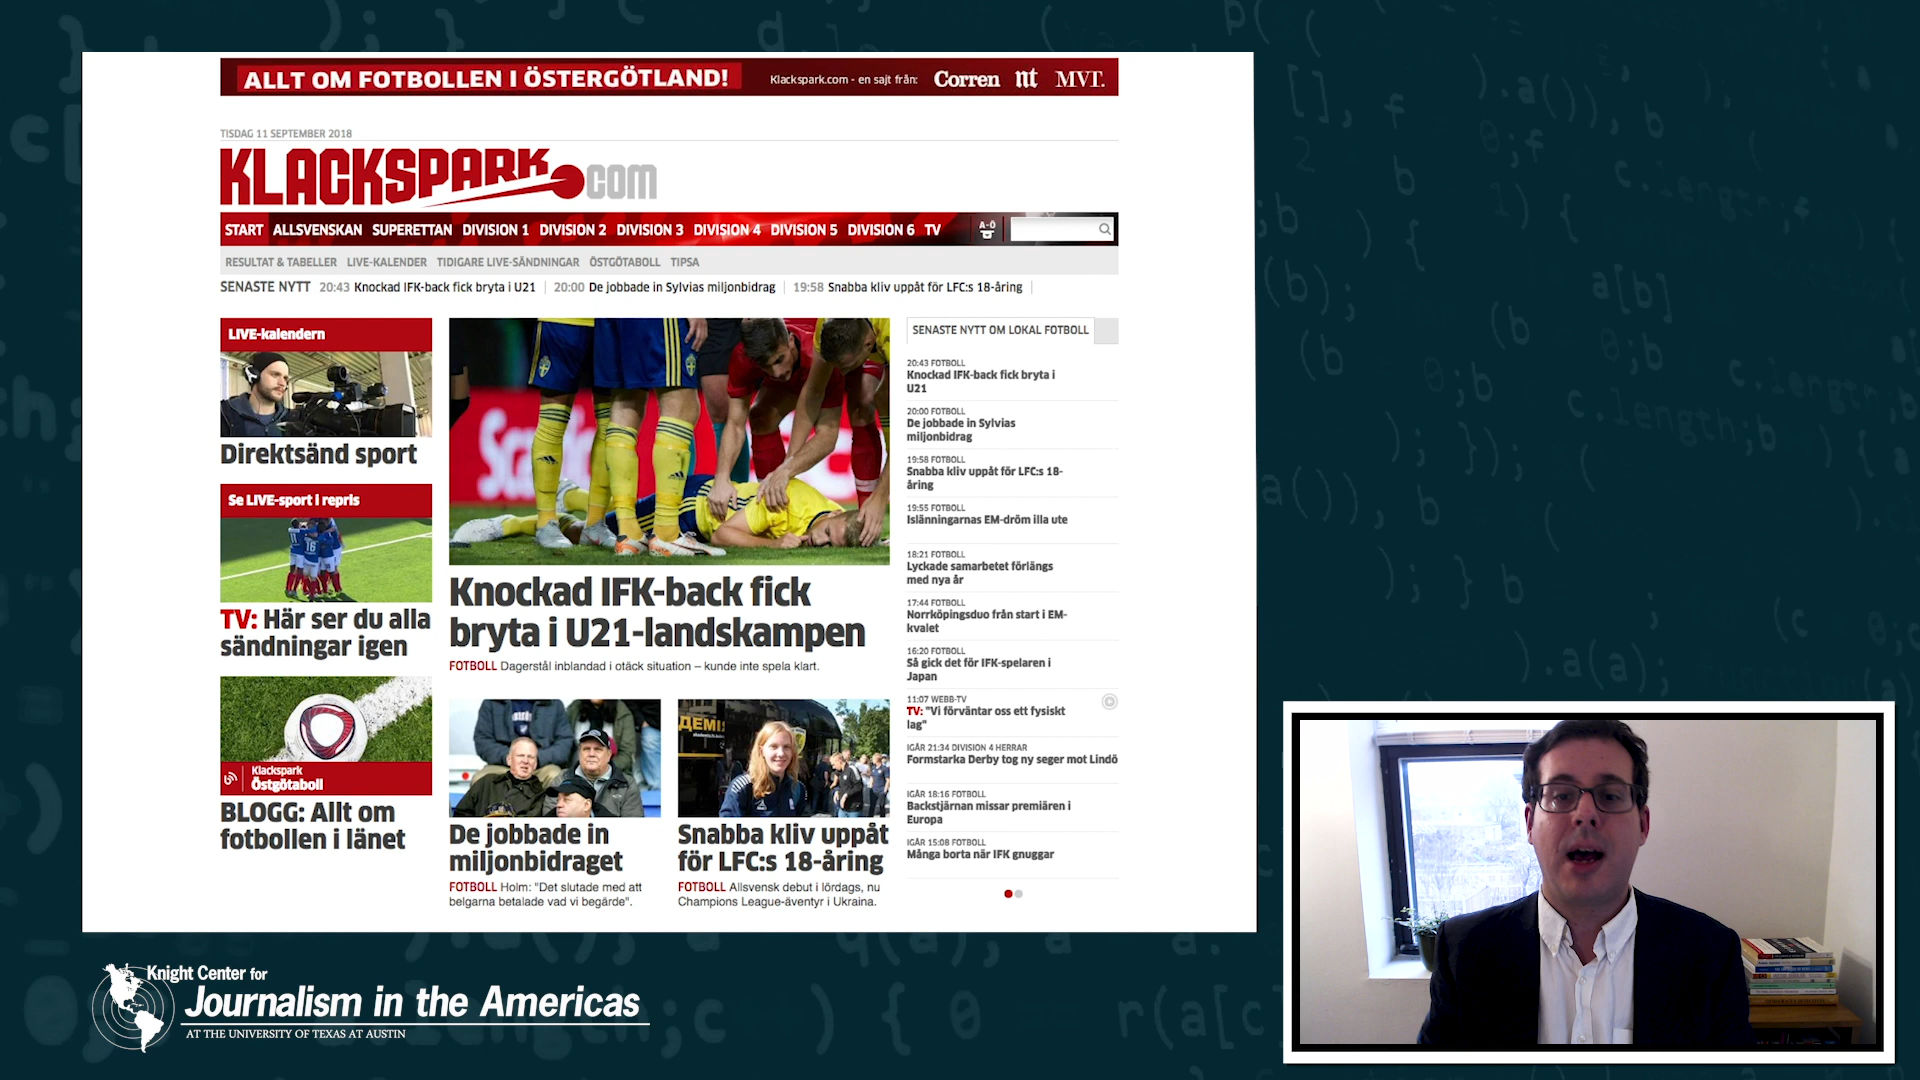 ALLT OM FOTBOLLEN I ÖSTERGÖTLAND!
Klackspark.com - en sajt från: Corren nt MVT.
TISDAG 11 SEPTEMBER 2018
KLACKSPARK.com
START ALLSVENSKAN SUPERETTAN DIVISION 1 DIVISION 2 DIVISION 3 DIVISION 4 DIVISION 5 DIVISION 6 TV A-Ö
RESULTAT & TABELLER LIVE-KALENDER TIDIGARE LIVE-SÄNDNINGAR ÖSTGÖTABOLL TIPSA
SENASTE NYTT 20:43 Knockad IFK-back fick bryta i U21 20:00 De jobbade in Sylvias miljonbidrag 19:58 Snabba kliv uppåt för LFC:s 18-åring
LIVE-kalendern
Direktsänd sport
Se LIVE-sport i repris
16
TV: Här ser du alla
sändningar igen
Klackspark
Östgötaboll
BLOGG: Allt om
fotbollen i länet
Knockad IFK-back fick
bryta i U21-landskampen
FOTBOLL Dagerstål inblandad i otäck situation – kunde inte spela klart.
De jobbade in
miljonbidraget
FOTBOLL Holm: "Det slutade med att
belgarna betalade vad vi begärde".
Snabba kliv uppåt
för LFC:s 18-åring
FOTBOLL Allsvensk debut i lördags, nu
Champions League-äventyr i Ukraina.
SENASTE NYTT OM LOKAL FOTBOLL
20:43 FOTBOLL
Knockad IFK-back fick bryta i
U21
20:00 FOTBOLL
De jobbade in Sylvias
miljonbidrag
19:58 FOTBOLL
Snabba kliv uppåt för LFC:s 18-
åring
19:55 FOTBOLL
Islänningarnas EM-dröm illa ute
18:21 FOTBOLL
Lyckade samarbetet förlängs
med nya år
17:44 FOTBOLL
Norrköpingsduo från start i EM-
kvalet
16:20 FOTBOLL
Så gick det för IFK-spelaren i
Japan
11:07 WEBB-TV
TV: "Vi förväntar oss ett fysiskt
lag"
IGÅR 21:34 DIVISION 4 HERRAR
Formstarka Derby tog ny seger mot Lindö
IGÅR 18:16 FOTBOLL
Backstjärnan missar premiären i
Europa
IGÅR 15:08 FOTBOLL
Många borta när IFK gnuggar
Knight Center for
Journalism in the Americas
AT THE UNIVERSITY OF TEXAS AT AUSTIN